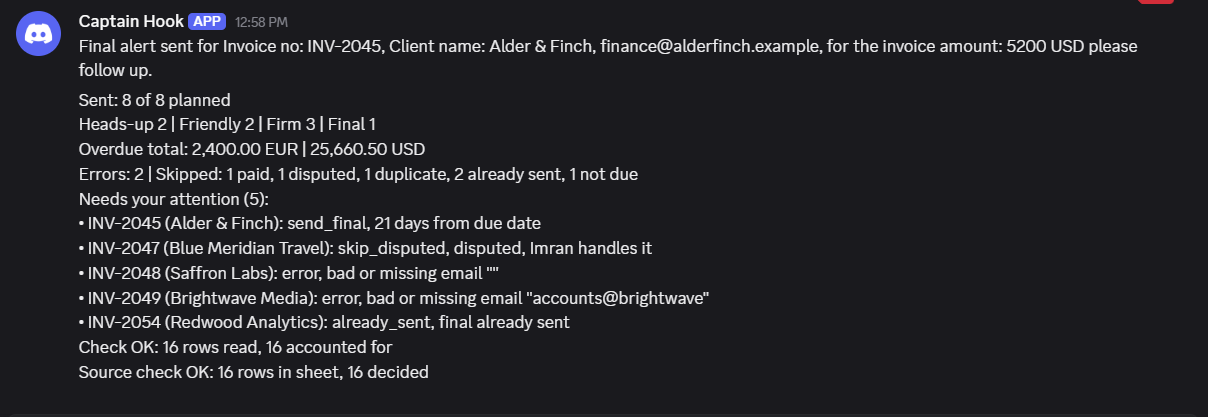 Captain Hook APP 12:58 PM
Final alert sent for Invoice no: INV-2045, Client name: Alder & Finch, finance@alderfinch.example, for the invoice amount: 5200 USD please
follow up.
Sent: 8 of 8 planned
Heads-up 2 | Friendly 2 | Firm 3 | Final 1
Overdue total: 2,400.00 EUR | 25,660.50 USD
Errors: 2 | Skipped: 1 paid, 1 disputed, 1 duplicate, 2 already sent, 1 not due
Needs your attention (5):
• INV-2045 (Alder & Finch): send_final, 21 days from due date
• INV-2047 (Blue Meridian Travel): skip_disputed, disputed, Imran handles it
• INV-2048 (Saffron Labs): error, bad or missing email ""
• INV-2049 (Brightwave Media): error, bad or missing email "accounts@brightwave"
• INV-2054 (Redwood Analytics): already_sent, final already sent
Check OK: 16 rows read, 16 accounted for
Source check OK: 16 rows in sheet, 16 decided